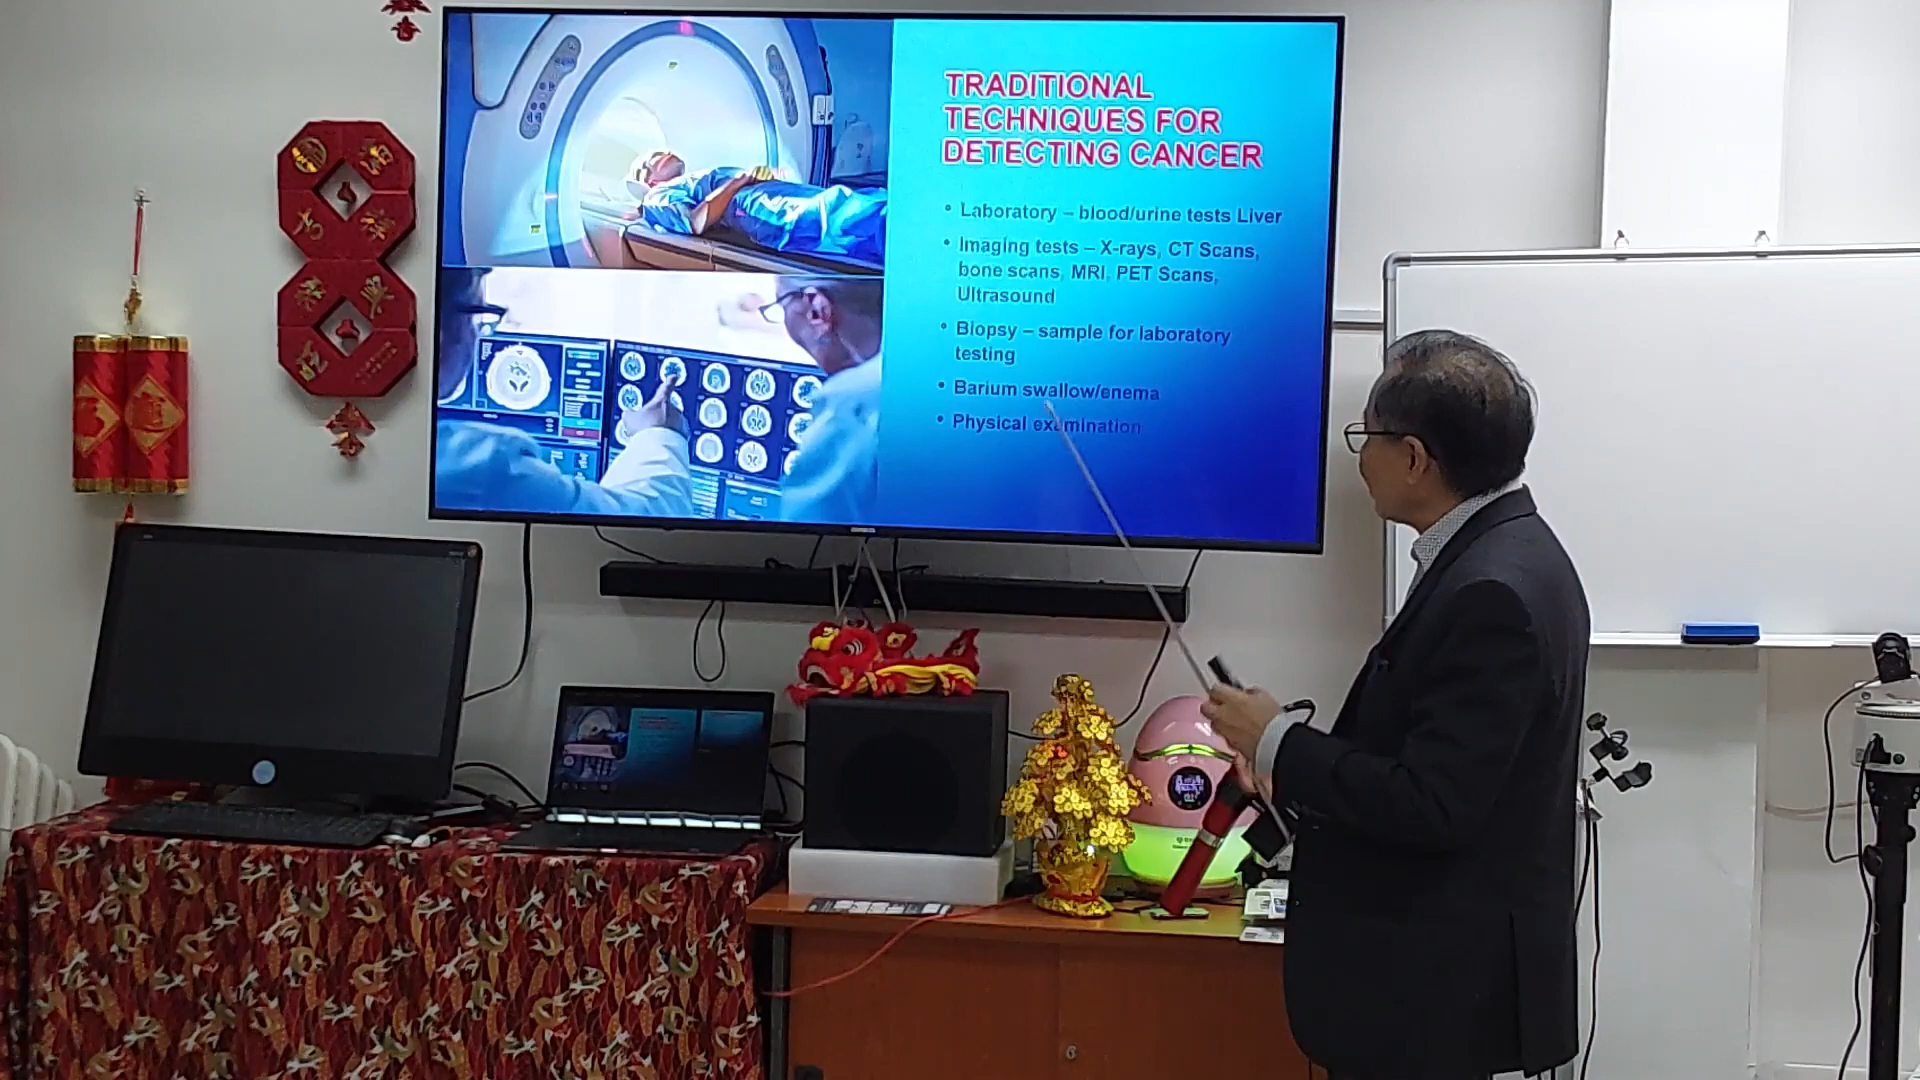 TRADITIONAL
TECHNIQUES FOR
DETECTING CANCER
• Laboratory – blood/urine tests Liver
• Imaging tests – X-rays, CT Scans,
bone scans, MRI, PET Scans,
Ultrasound
• Biopsy – sample for laboratory
testing
• Barium swallow/enema
• Physical examination